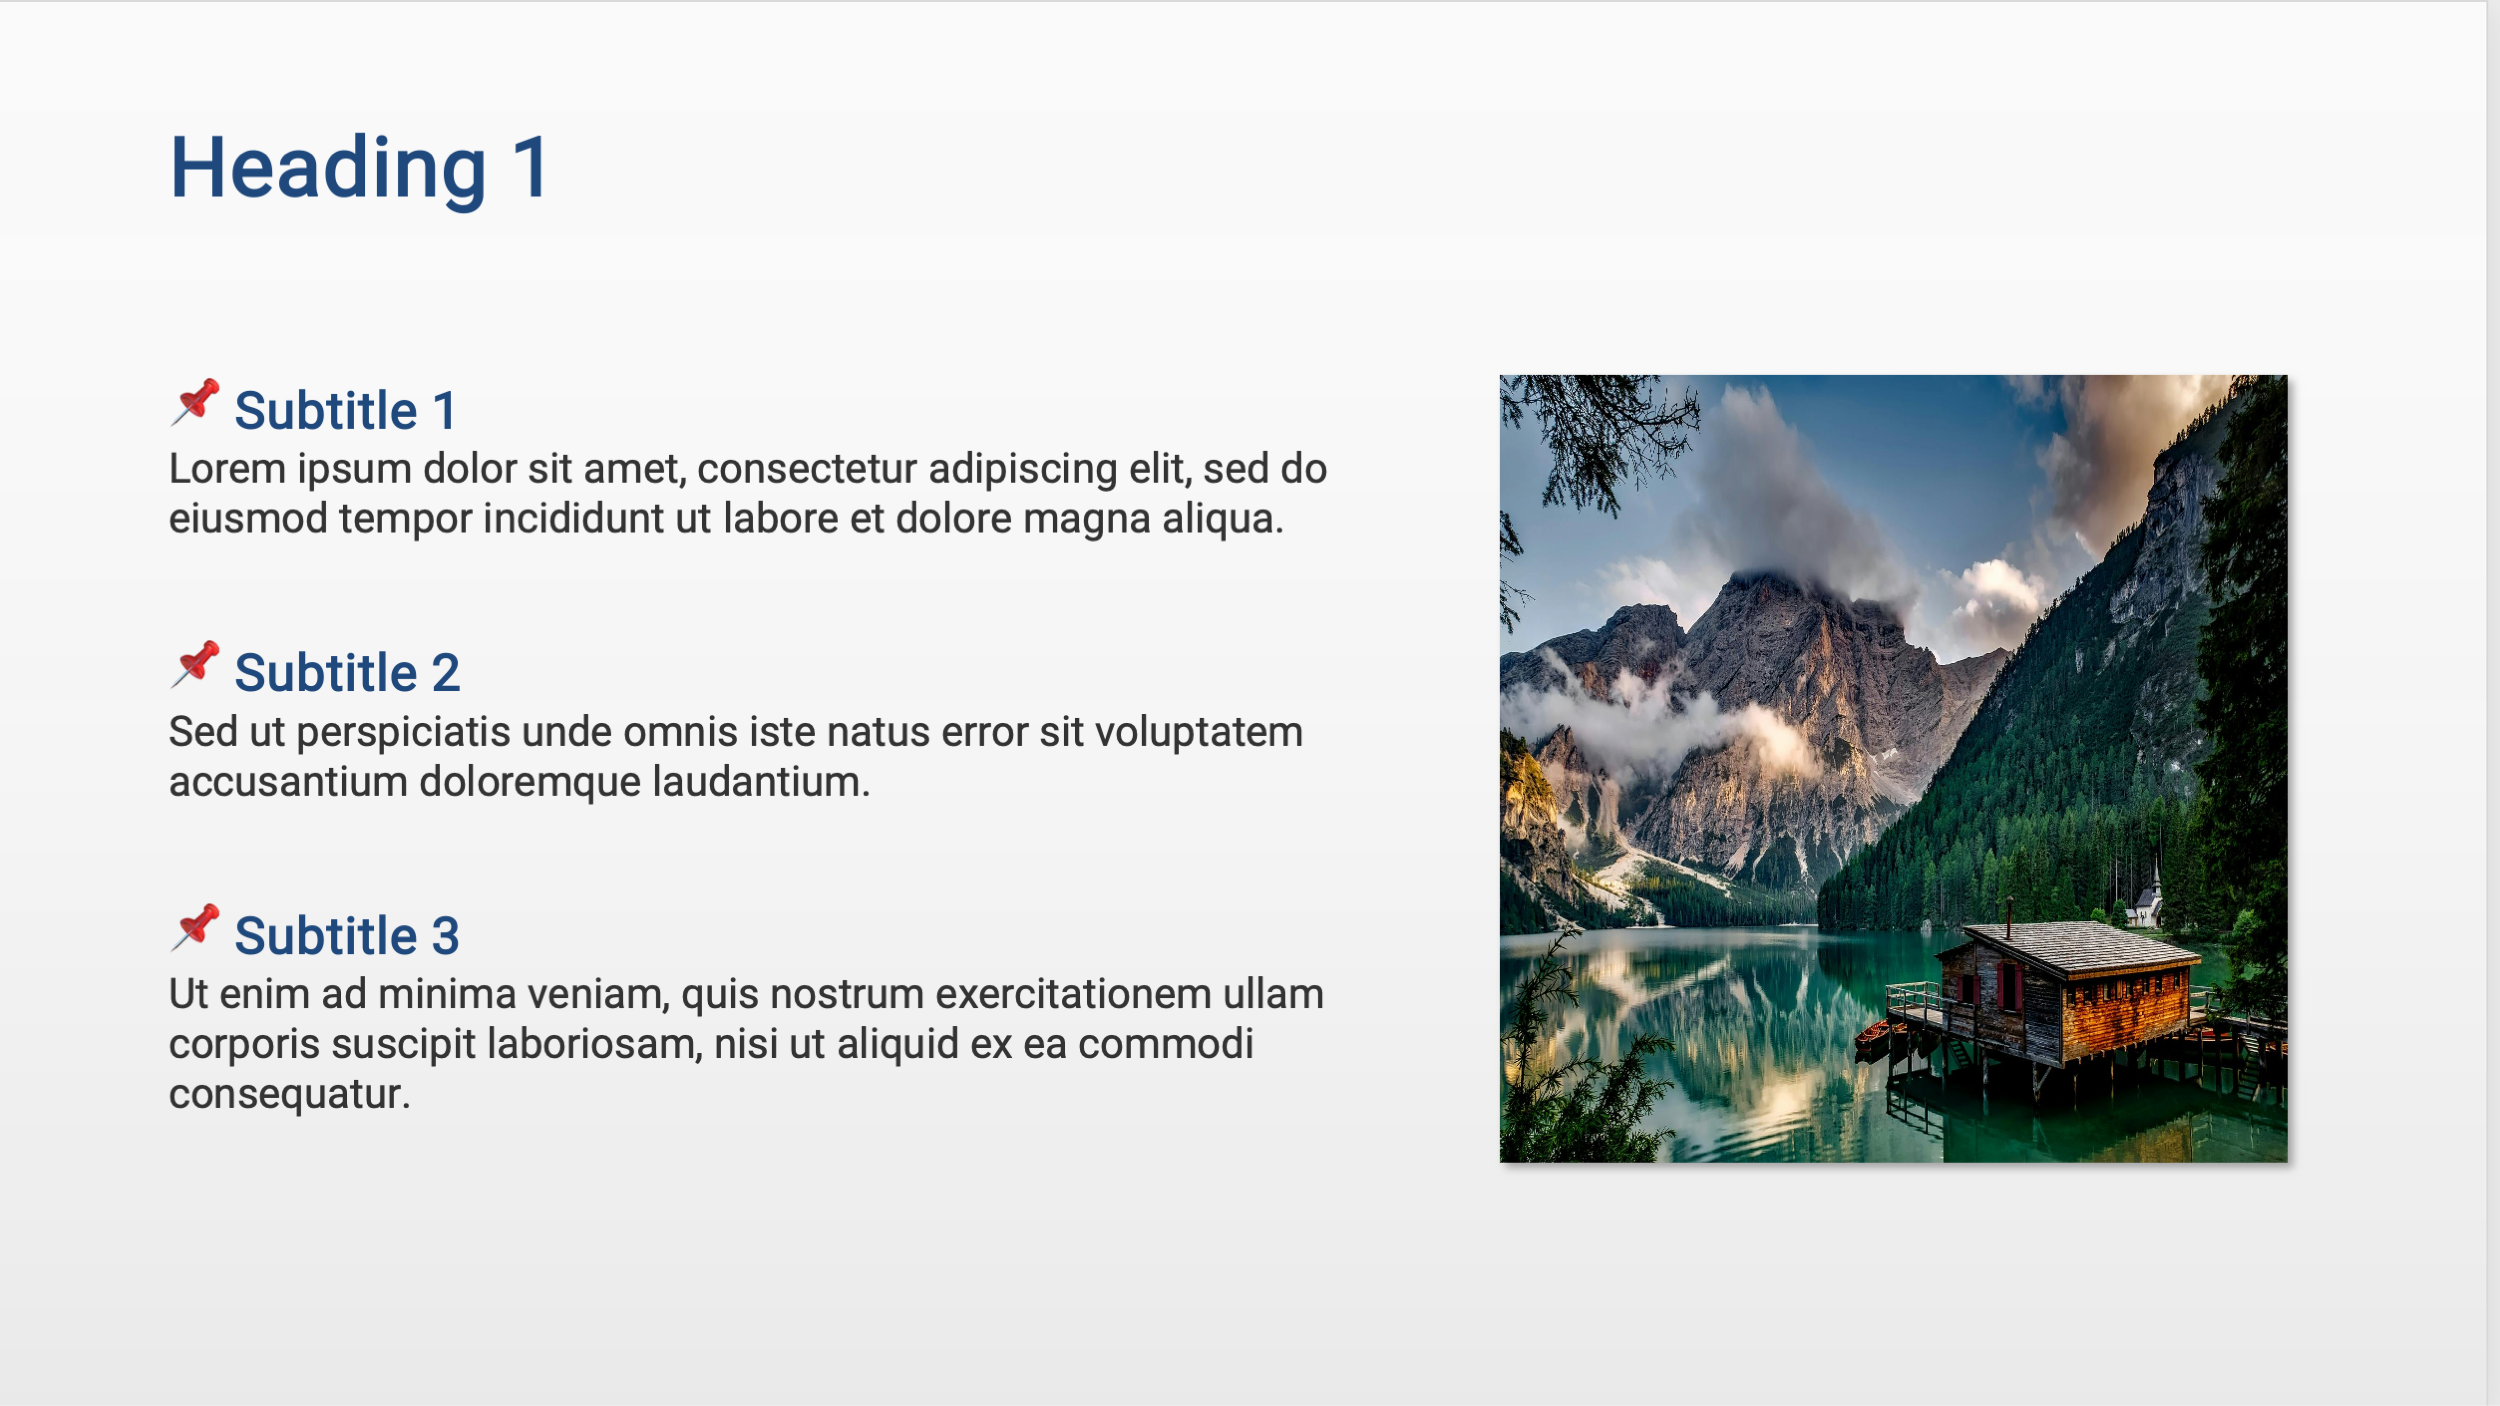 Heading 1
📌 Subtitle 1
Lorem ipsum dolor sit amet, consectetur adipiscing elit, sed do
eiusmod tempor incididunt ut labore et dolore magna aliqua.
📌 Subtitle 2
Sed ut perspiciatis unde omnis iste natus error sit voluptatem
accusantium doloremque laudantium.
📌 Subtitle 3
Ut enim ad minima veniam, quis nostrum exercitationem ullam
corporis suscipit laboriosam, nisi ut aliquid ex ea commodi
consequatur.